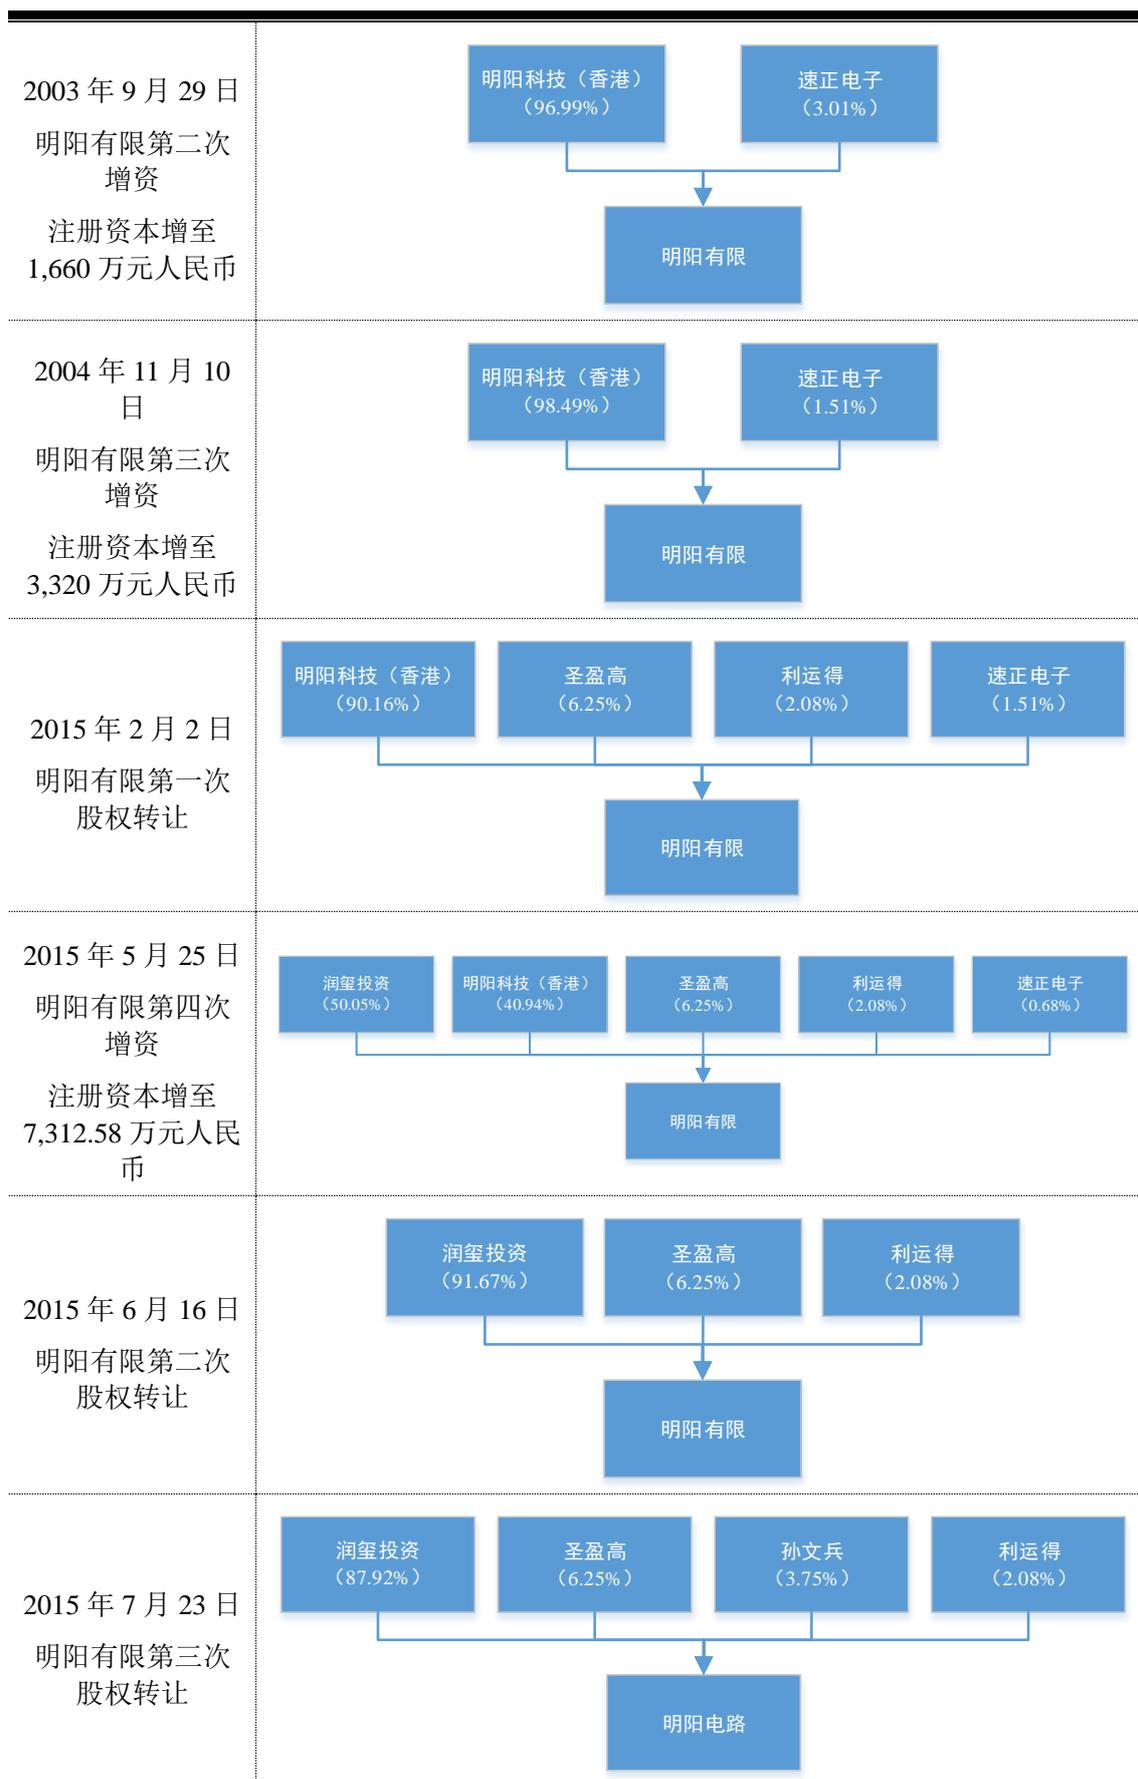 2003 年 9 月 29 日
明阳有限第二次
增资
注册资本增至
1,660 万元人民币
明阳科技（香港）
（96.99%）
速正电子
（3.01%）
明阳有限
2004 年 11 月 10
日
明阳有限第三次
增资
注册资本增至
3,320 万元人民币
明阳科技（香港）
（98.49%）
速正电子
（1.51%）
明阳有限
2015 年 2 月 2 日
明阳有限第一次
股权转让
明阳科技（香港）
（90.16%）
圣盈高
（6.25%）
利运得
（2.08%）
速正电子
（1.51%）
明阳有限
2015 年 5 月 25 日
明阳有限第四次
增资
注册资本增至
7,312.58 万元人民
币
润玺投资
（50.05%）
明阳科技（香港）
（40.94%）
圣盈高
（6.25%）
利运得
（2.08%）
速正电子
（0.68%）
明阳有限
2015 年 6 月 16 日
明阳有限第二次
股权转让
润玺投资
（91.67%）
圣盈高
（6.25%）
利运得
（2.08%）
明阳有限
2015 年 7 月 23 日
明阳有限第三次
股权转让
润玺投资
（87.92%）
圣盈高
（6.25%）
孙文兵
（3.75%）
利运得
（2.08%）
明阳电路